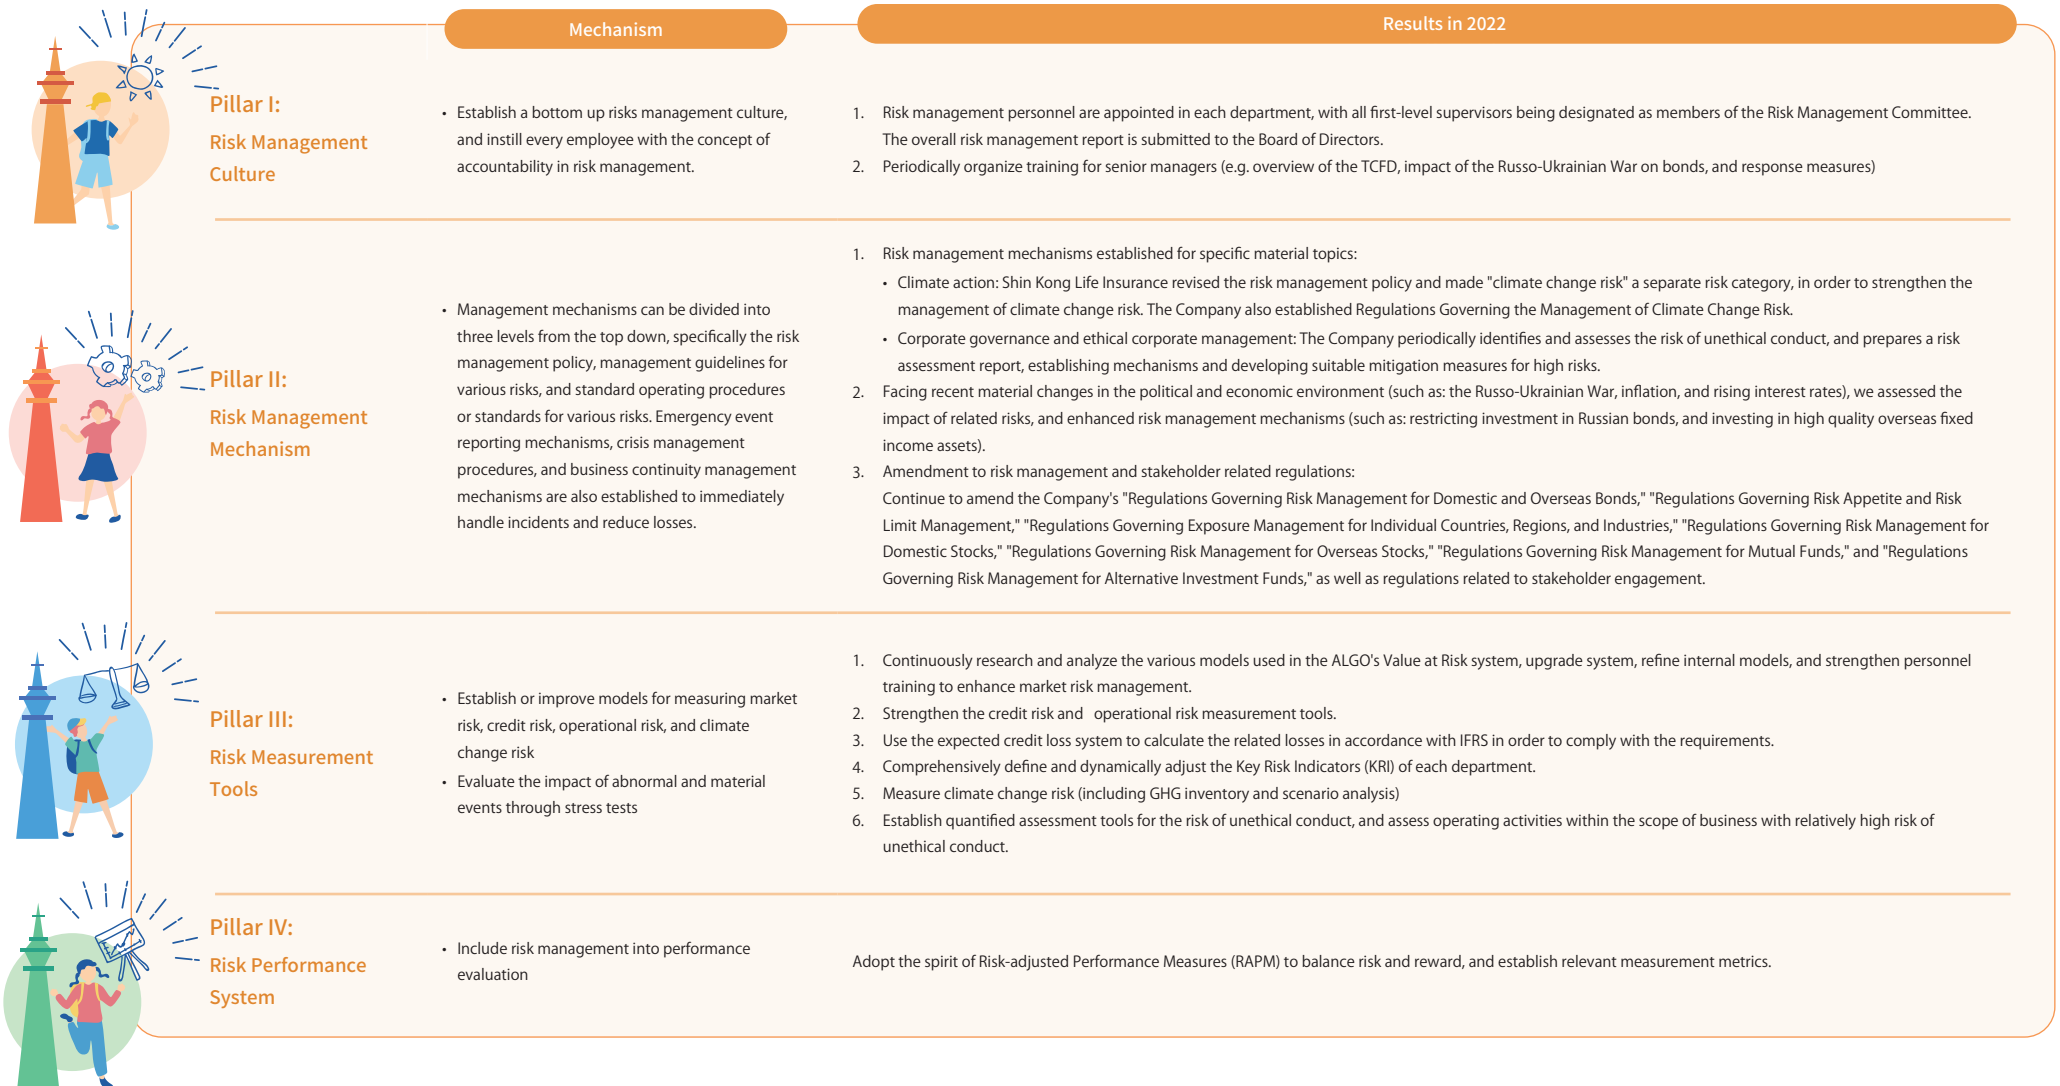 Mechanism
Results in 2022
Pillar I:
Risk Management
Culture
• Establish a bottom up risks management culture,
and instill every employee with the concept of
accountability in risk management.
1. Risk management personnel are appointed in each department, with all first-level supervisors being designated as members of the Risk Management Committee.
The overall risk management report is submitted to the Board of Directors.
2. Periodically organize training for senior managers (e.g. overview of the TCFD, impact of the Russo-Ukrainian War on bonds, and response measures)
Pillar II:
Risk Management
Mechanism
• Management mechanisms can be divided into
three levels from the top down, specifically the risk
management policy, management guidelines for
various risks, and standard operating procedures
or standards for various risks. Emergency event
reporting mechanisms, crisis management
procedures, and business continuity management
mechanisms are also established to immediately
handle incidents and reduce losses.
1. Risk management mechanisms established for specific material topics:
• Climate action: Shin Kong Life Insurance revised the risk management policy and made "climate change risk" a separate risk category, in order to strengthen the
management of climate change risk. The Company also established Regulations Governing the Management of Climate Change Risk.
• Corporate governance and ethical corporate management: The Company periodically identifies and assesses the risk of unethical conduct, and prepares a risk
assessment report, establishing mechanisms and developing suitable mitigation measures for high risks.
2. Facing recent material changes in the political and economic environment (such as: the Russo-Ukrainian War, inflation, and rising interest rates), we assessed the
impact of related risks, and enhanced risk management mechanisms (such as: restricting investment in Russian bonds, and investing in high quality overseas fixed
income assets).
3. Amendment to risk management and stakeholder related regulations:
Continue to amend the Company's "Regulations Governing Risk Management for Domestic and Overseas Bonds," "Regulations Governing Risk Appetite and Risk
Limit Management," "Regulations Governing Exposure Management for Individual Countries, Regions, and Industries," "Regulations Governing Risk Management for
Domestic Stocks," "Regulations Governing Risk Management for Overseas Stocks," "Regulations Governing Risk Management for Mutual Funds," and "Regulations
Governing Risk Management for Alternative Investment Funds," as well as regulations related to stakeholder engagement.
Pillar III:
Risk Measurement
Tools
• Establish or improve models for measuring market
risk, credit risk, operational risk, and climate
change risk
• Evaluate the impact of abnormal and material
events through stress tests
1. Continuously research and analyze the various models used in the ALGO's Value at Risk system, upgrade system, refine internal models, and strengthen personnel
training to enhance market risk management.
2. Strengthen the credit risk and operational risk measurement tools.
3. Use the expected credit loss system to calculate the related losses in accordance with IFRS in order to comply with the requirements.
4. Comprehensively define and dynamically adjust the Key Risk Indicators (KRI) of each department.
5. Measure climate change risk (including GHG inventory and scenario analysis)
6. Establish quantified assessment tools for the risk of unethical conduct, and assess operating activities within the scope of business with relatively high risk of
unethical conduct.
Pillar IV:
Risk Performance
System
• Include risk management into performance
evaluation
Adopt the spirit of Risk-adjusted Performance Measures (RAPM) to balance risk and reward, and establish relevant measurement metrics.